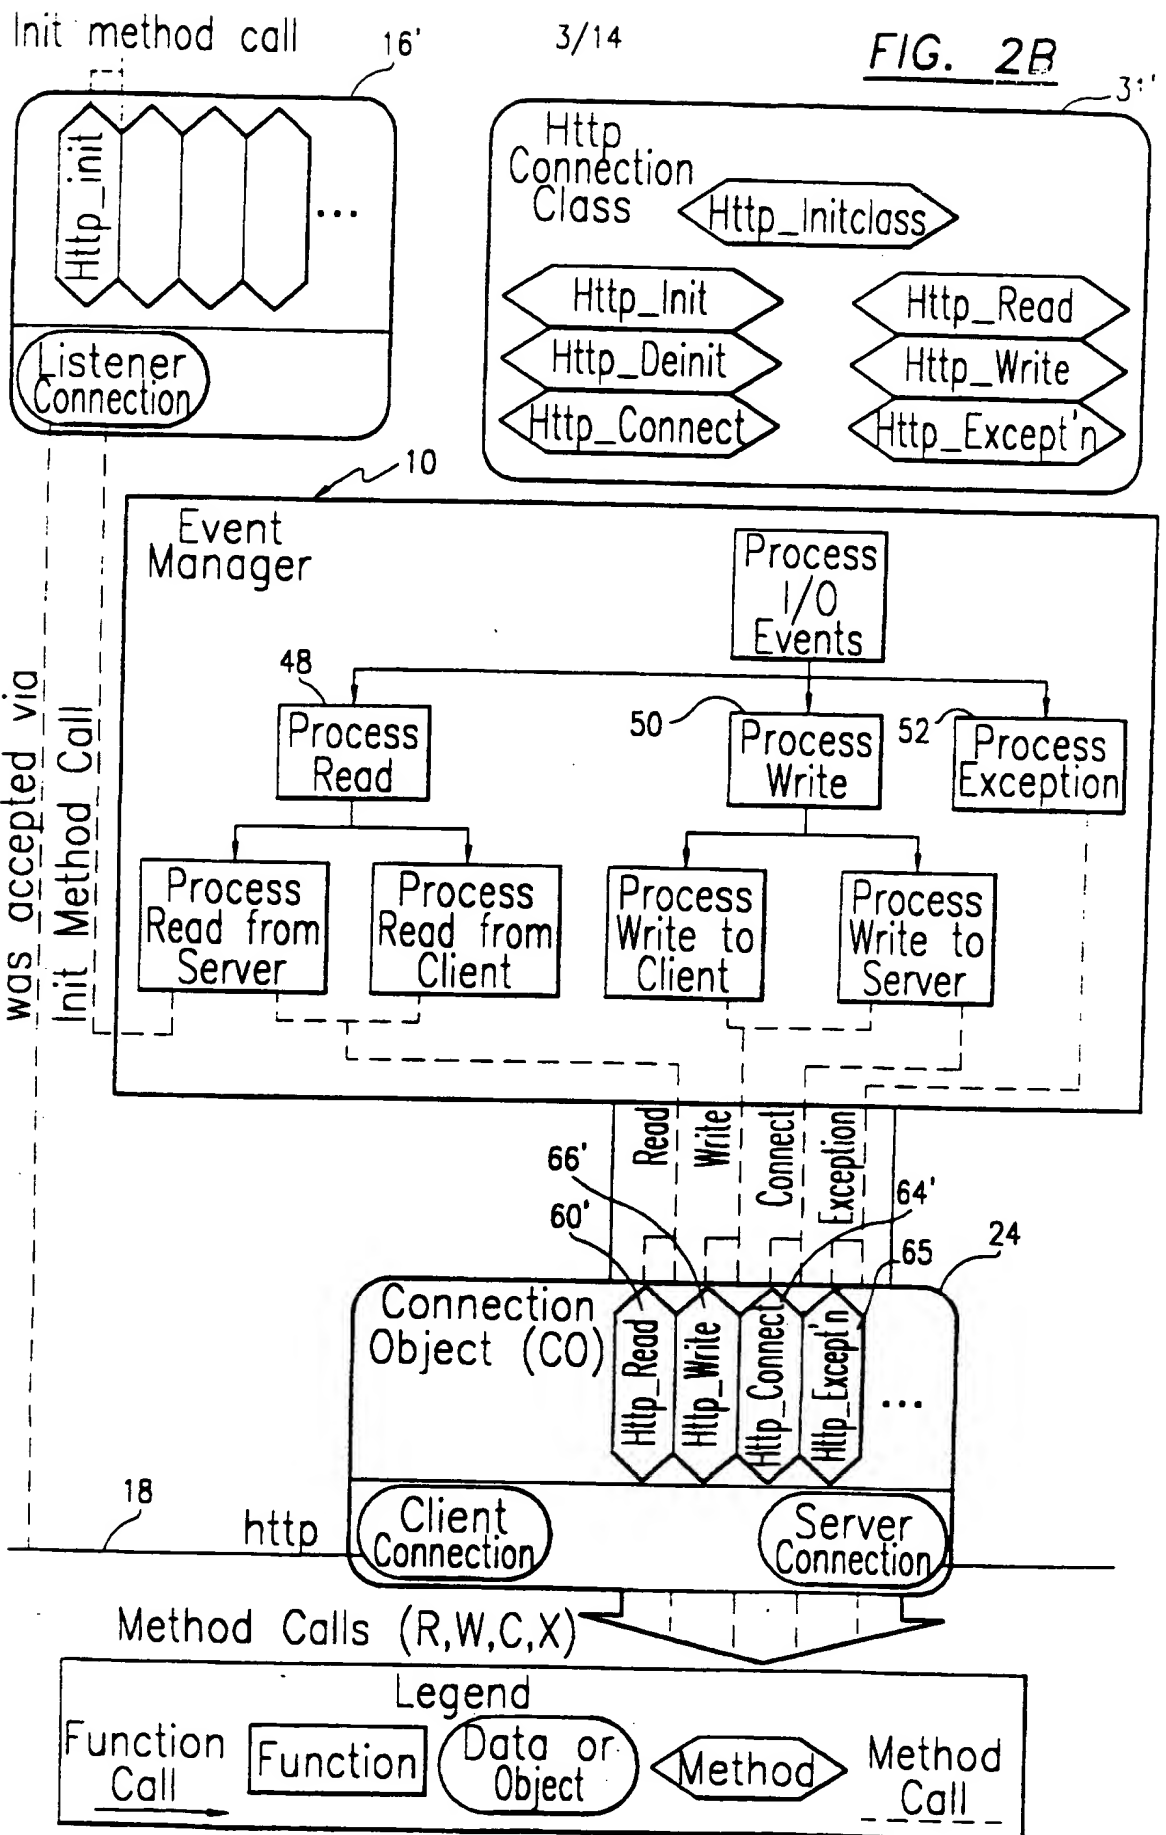 Init method call
16'
3/14
FIG. 2B
31'
Http_init
...
Http
Connection
Class
Http_Initclass
Http_Init
Http_Deinit
Http_Connect
Http_Read
Http_Write
Http_Except'n
Listener
Connection
10
Event
Manager
Process
I/O
Events
48
Process
Read
50
Process
Write
52
Process
Exception
was accepted via
Init Method Call
Process
Read from
Server
Process
Read from
Client
Process
Write to
Client
Process
Write to
Server
Read
Write
Connect
Exception
66'
60'
64'
65
24
Connection
Object (CO)
Http_Read
Http_Write
Http_Connect
Http_Except'n
...
18
http
Client
Connection
Server
Connection
Method Calls (R,W,C,X)
Legend
Function
Call
Function
Data or
Object
Method
Method
Call